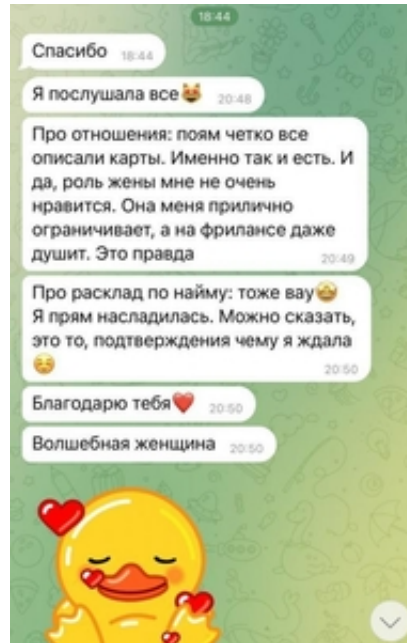 18:44
Спасибо 18:44
Я послушала все😻 20:48
Про отношения: поям четко все
описали карты. Именно так и есть. И
да, роль жены мне не очень
нравится. Она меня прилично
ограничивает, а на фрилансе даже
душит. Это правда 20:49
Про расклад по найму: тоже вау🤩
Я прям насладилась. Можно сказать,
это то, подтверждения чему я ждала
☺️ 20:50
Благодарю тебя❤️ 20:50
Волшебная женщина 20:50